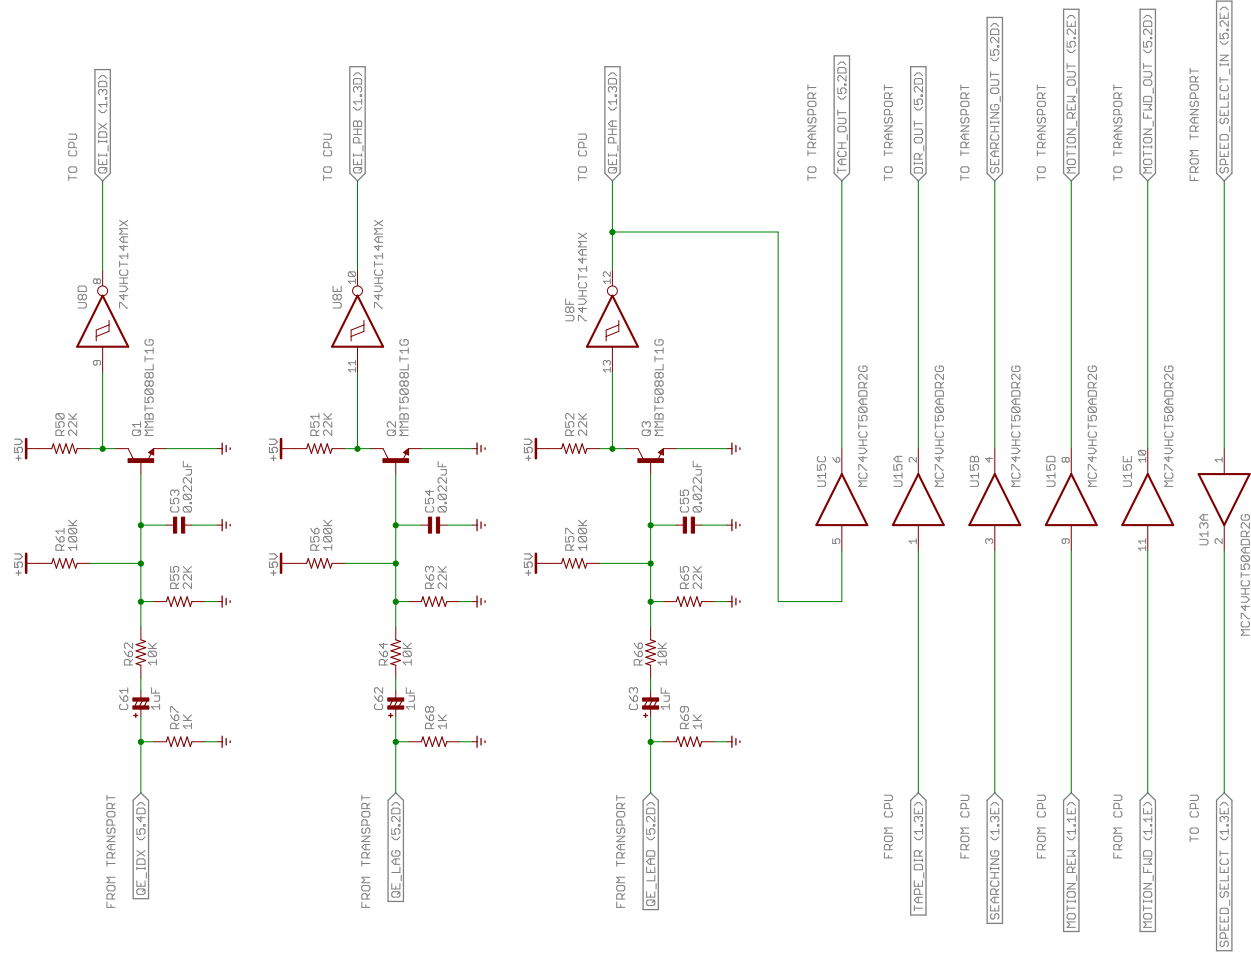 TO CPU
QEI_IDX (1.3D)
U8D
8
74VHCT14AMX
9
+5V
R50
22K
Q1
MMBT5088LT1G
+5V
R61
100K
C53
0.022uF
R55
22K
R62
10K
C61
1uF
+
R67
1K
FROM TRANSPORT
QE_IDX (5.4D)
TO CPU
QEI_PHB (1.3D)
U8E
10
74VHCT14AMX
11
+5V
R51
22K
Q2
MMBT5088LT1G
+5V
R56
100K
C54
0.022uF
R63
22K
R64
10K
C62
1uF
+
R68
1K
FROM TRANSPORT
QE_LAG (5.2D)
TO CPU
QEI_PHA (1.3D)
U8F
74VHCT14AMX
12
13
+5V
R52
22K
Q3
MMBT5088LT1G
+5V
R57
100K
C55
0.022uF
R65
22K
R66
10K
C63
1uF
+
R69
1K
FROM TRANSPORT
QE_LEAD (5.2D)
TO TRANSPORT
TACH_OUT (5.2D)
U15C
6
MC74VHCT50ADR2G
5
TO TRANSPORT
DIR_OUT (5.2D)
U15A
2
MC74VHCT50ADR2G
1
FROM CPU
TAPE_DIR (1.3E)
TO TRANSPORT
SEARCHING_OUT (5.2D)
U15B
4
MC74VHCT50ADR2G
3
FROM CPU
SEARCHING (1.3E)
TO TRANSPORT
MOTION_REW_OUT (5.2E)
U15D
8
MC74VHCT50ADR2G
9
FROM CPU
MOTION_REW (1.1E)
TO TRANSPORT
MOTION_FWD_OUT (5.2D)
U15E
10
MC74VHCT50ADR2G
11
FROM CPU
MOTION_FWD (1.1E)
FROM TRANSPORT
SPEED_SELECT_IN (5.2E)
1
U13A
2
MC74VHCT50ADR2G
TO CPU
SPEED_SELECT (1.3E)